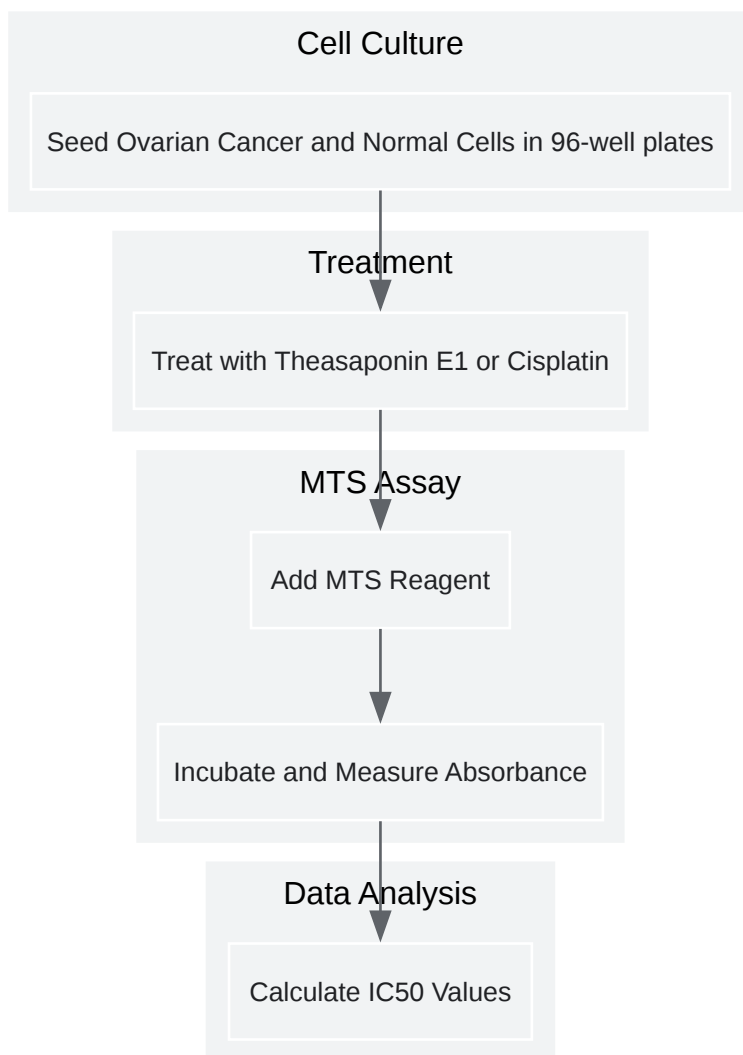 Cell Culture
Seed Ovarian Cancer and Normal Cells in 96-well plates
Treatment
Treat with Theasaponin E1 or Cisplatin
MTS Assay
Add MTS Reagent
Incubate and Measure Absorbance
Data Analysis
Calculate IC50 Values